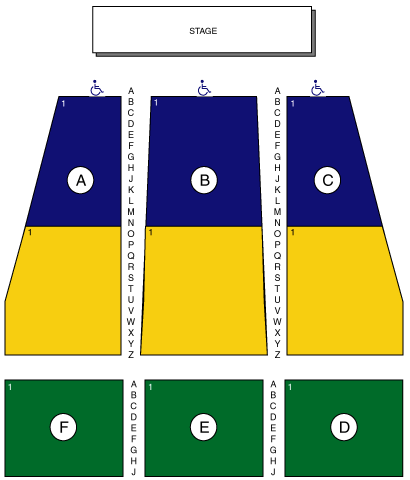 STAGE
A A
1 B 1 B 1
C C
D D
E E
F F
G G
H H
A J B J C
K K
L L
M M
N N
1 O 1 O 1
P P
Q Q
R R
S S
T T
U U
V V
W W
X X
Y Y
Z Z
1 A 1 A 1
B B
C C
D D
F E E E D
F F
G G
H H
J J